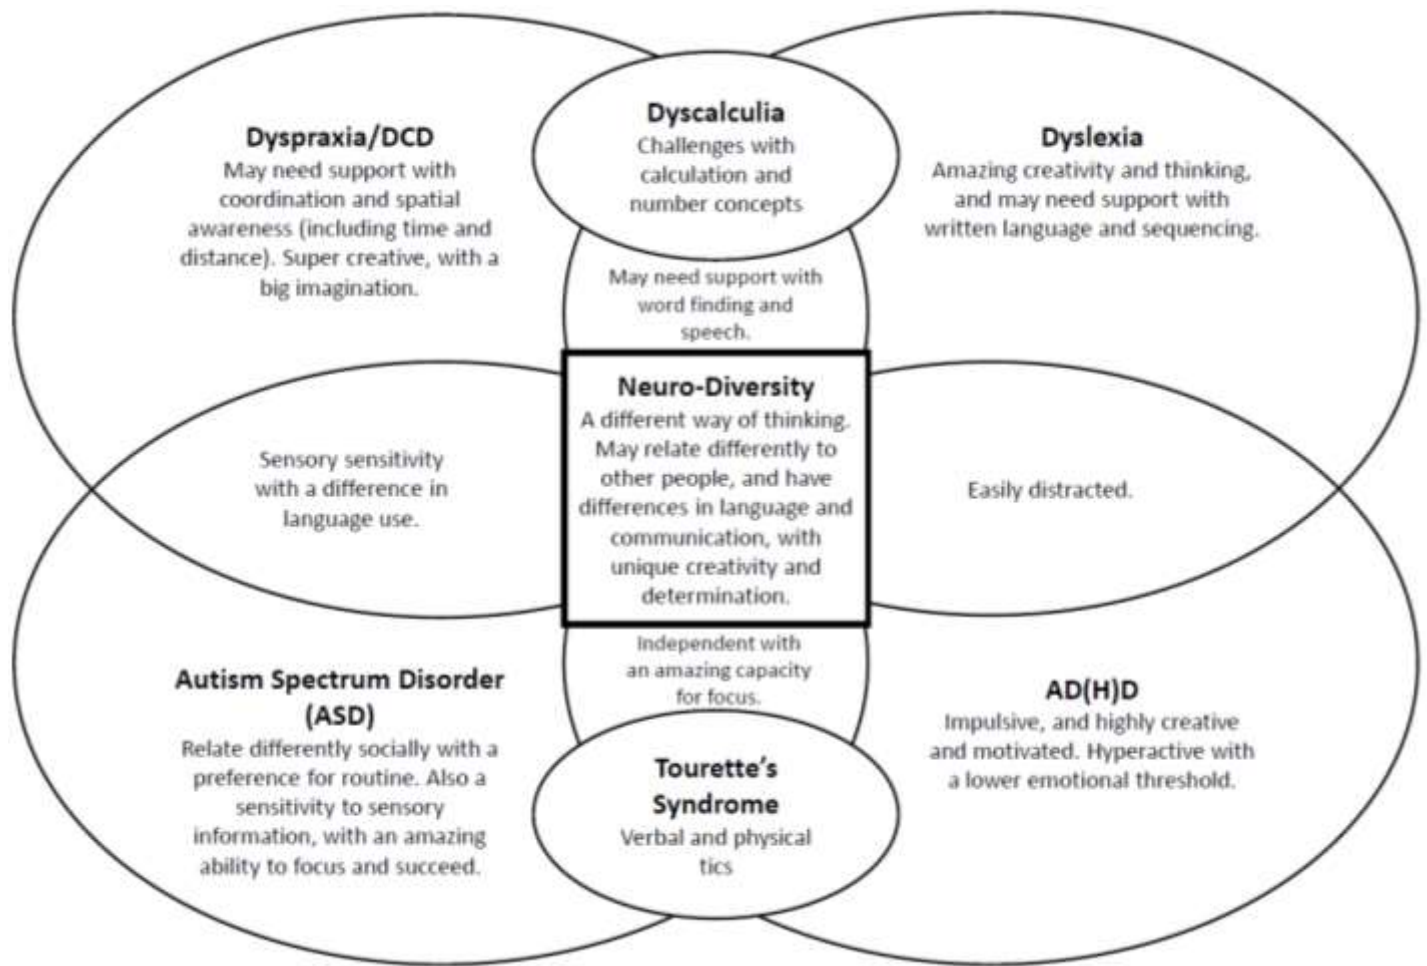 Dyspraxia/DCD
May need support with
coordination and spatial
awareness (including time and
distance). Super creative, with a
big imagination.
Dyscalculia
Challenges with
calculation and
number concepts
Dyslexia
Amazing creativity and thinking,
and may need support with
written language and sequencing.
May need support with
word finding and
speech.
Sensory sensitivity
with a difference in
language use.
Neuro-Diversity
A different way of thinking.
May relate differently to
other people, and have
differences in language and
communication, with
unique creativity and
determination.
Easily distracted.
Independent with
an amazing capacity
for focus.
Autism Spectrum Disorder
(ASD)
Relate differently socially with a
preference for routine. Also a
sensitivity to sensory
information, with an amazing
ability to focus and succeed.
Tourette's
Syndrome
Verbal and physical
tics
AD(H)D
Impulsive, and highly creative
and motivated. Hyperactive with
a lower emotional threshold.